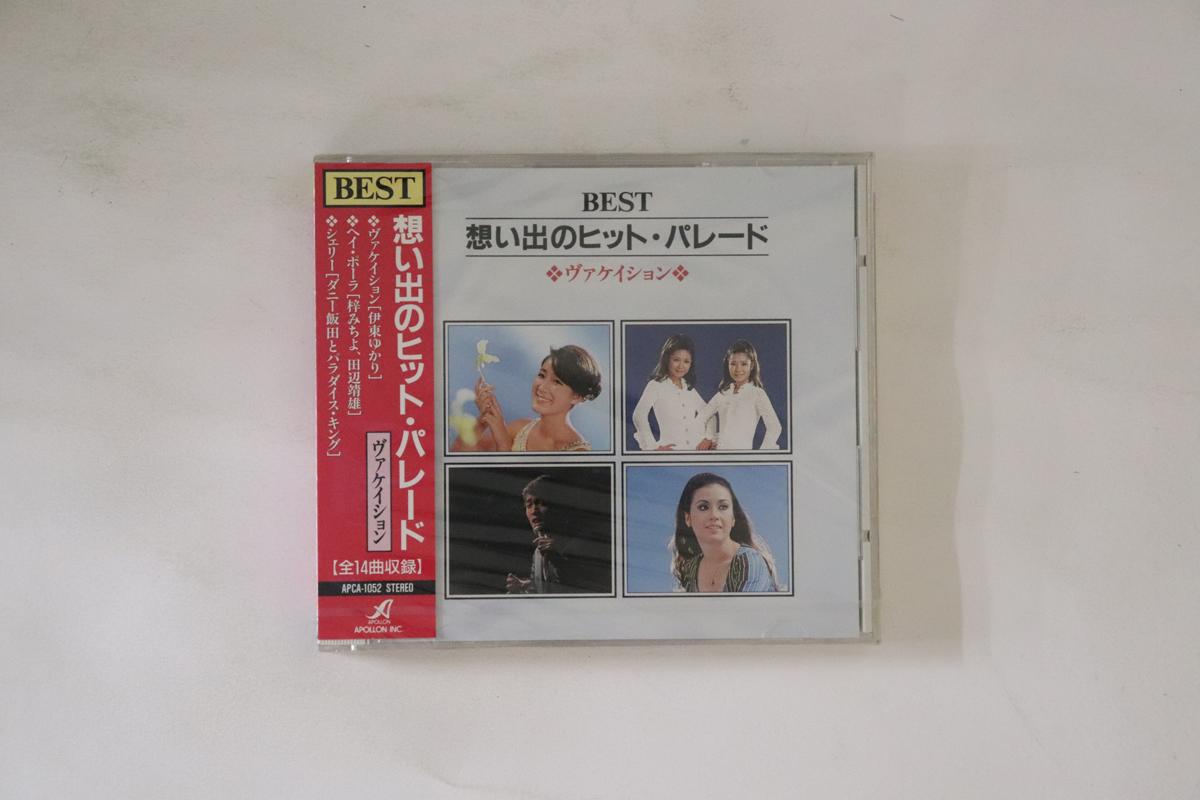 BEST
想い出のヒット・パレード
ヴァケイション
❖ヴァケイション[伊東ゆかり]
❖ヘイ・ポーラ[梓みちよ、田辺靖雄]
❖シェリー[ダニー飯田とパラダイス・キング]
【全14曲収録】
APCA-1052 STEREO
APOLLON
APOLLON INC.
BEST
想い出のヒット・パレード
❖ヴァケイション❖